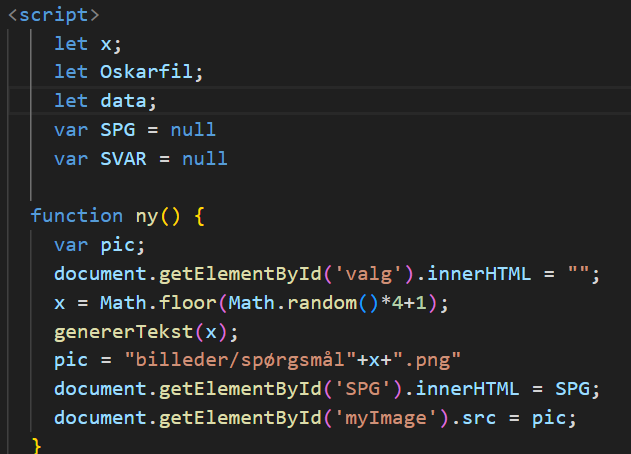 <script>
let x;
let Oskarfil;
let data;
var SPG = null
var SVAR = null
function ny() {
var pic;
document.getElementById('valg').innerHTML = "";
x = Math.floor(Math.random()*4+1);
genererTekst(x);
pic = "billeder/spørgsmål"+x+".png"
document.getElementById('SPG').innerHTML = SPG;
document.getElementById('myImage').src = pic;
}